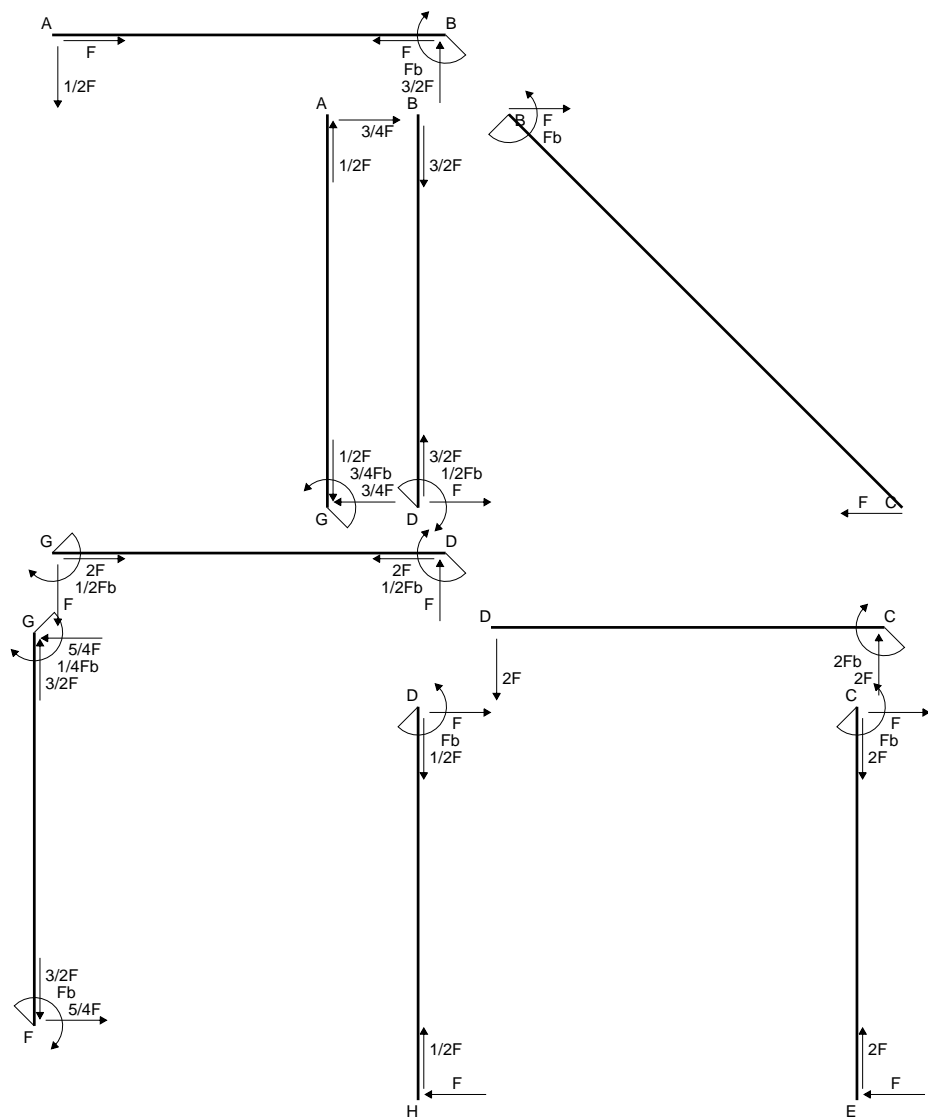 A B
F F
Fb
1/2F 3/2F
A B
3/4F
1/2F 3/2F
B F
Fb
1/2F 3/2F
3/4Fb 1/2Fb
3/4F F
G D
F C
G D
2F 2F
1/2Fb 1/2Fb
F F
G
5/4F
1/4Fb
3/2F
D C
2Fb
2F 2F
D C
F F
Fb Fb
1/2F 2F
3/2F
Fb
5/4F
F
1/2F 2F
F F
H E